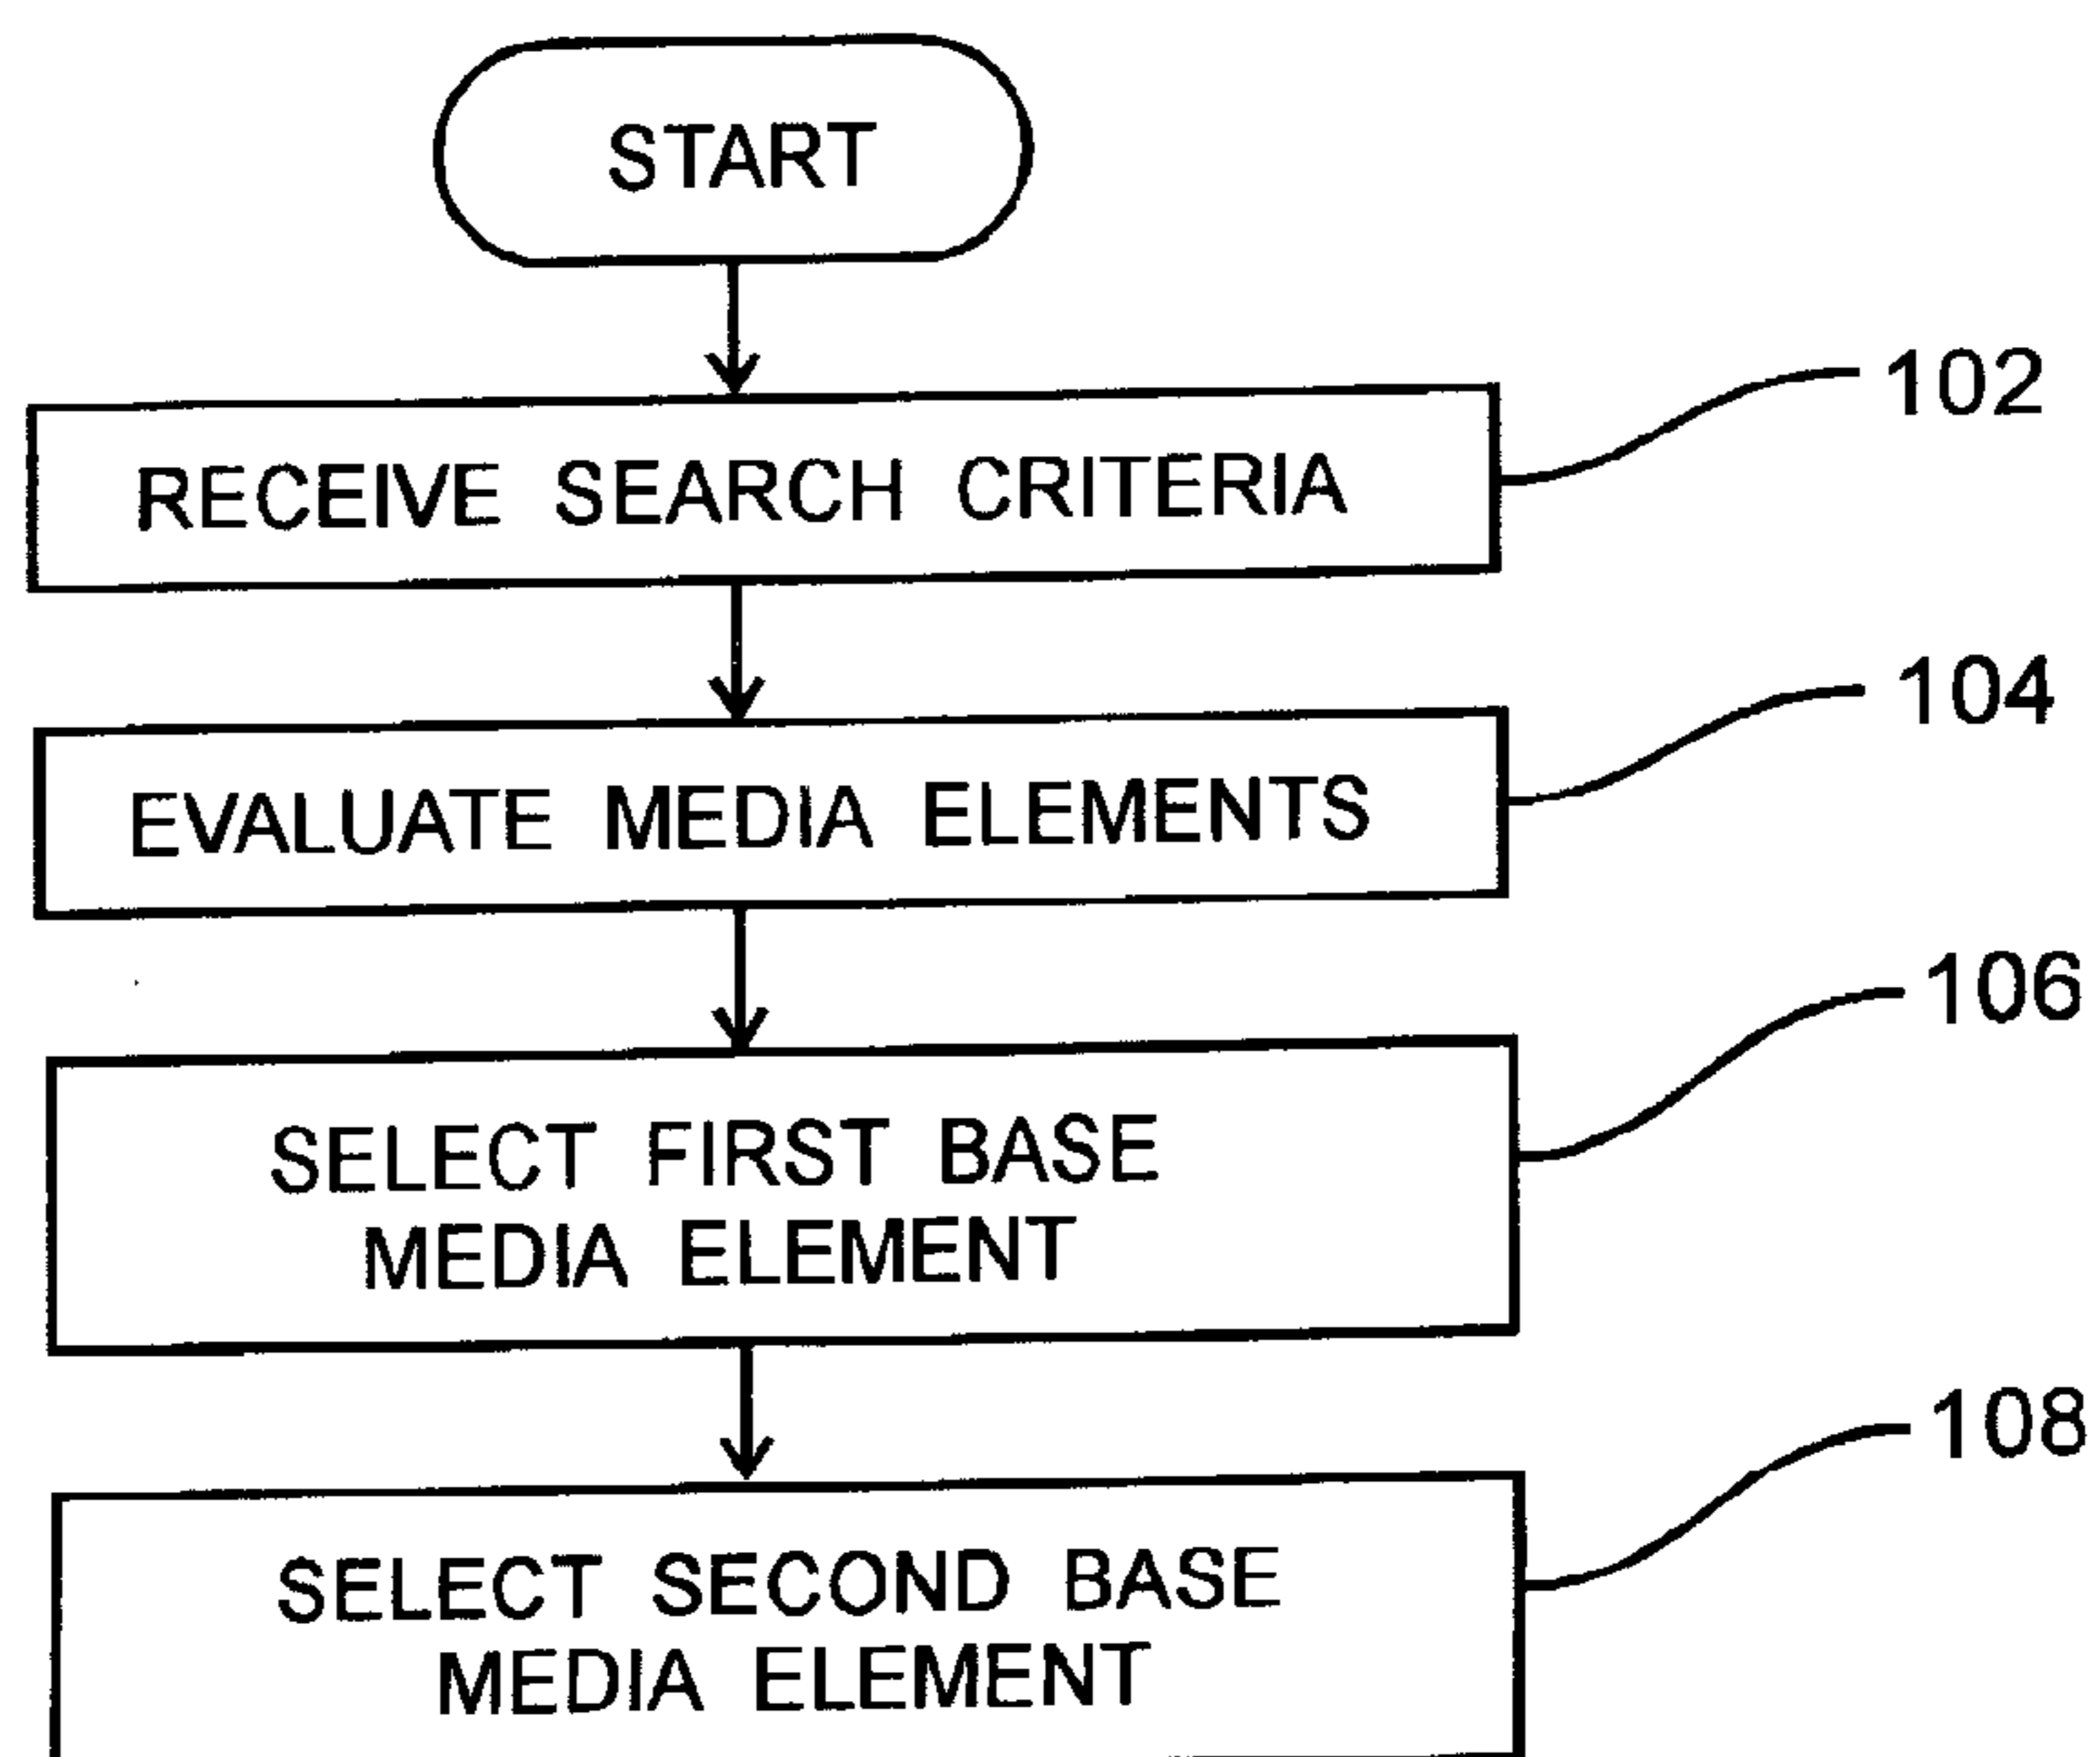 START
102
RECEIVE SEARCH CRITERIA
104
EVALUATE MEDIA ELEMENTS
106
SELECT FIRST BASE
MEDIA ELEMENT
108
SELECT SECOND BASE
MEDIA ELEMENT